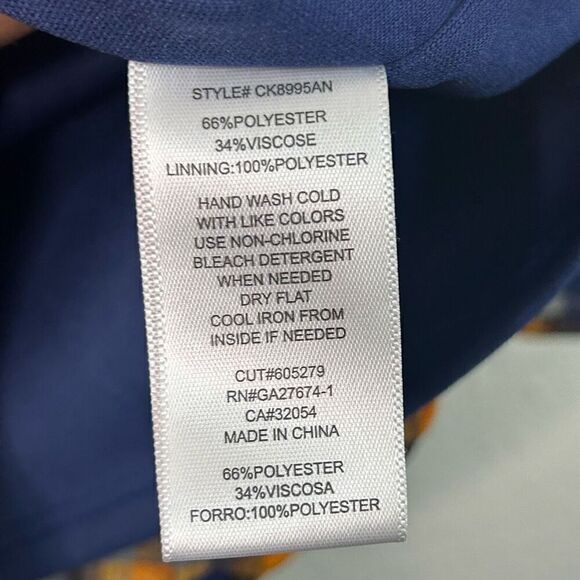 STYLE# CK8995AN
66%POLYESTER
34%VISCOSE
LINNING:100%POLYESTER
HAND WASH COLD
WITH LIKE COLORS
USE NON-CHLORINE
BLEACH DETERGENT
WHEN NEEDED
DRY FLAT
COOL IRON FROM
INSIDE IF NEEDED
CUT#605279
RN#GA27674-1
CA#32054
MADE IN CHINA
66%POLYESTER
34%VISCOSA
FORRO:100%POLYESTER